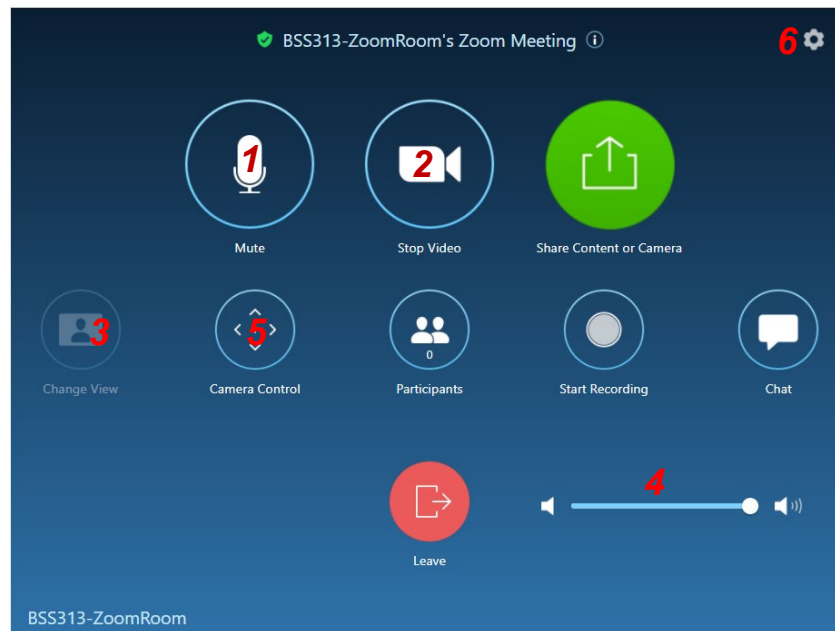 BSS313-ZoomRoom's Zoom Meeting
6
1
2
Mute
Stop Video
Share Content or Camera
3
5
0
Change View
Camera Control
Participants
Start Recording
Chat
4
Leave
BSS313-ZoomRoom